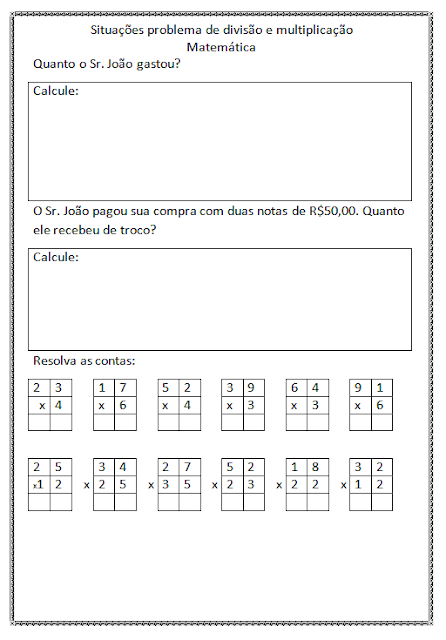 Situações problema de divisão e multiplicação
Matemática
Quanto o Sr. João gastou?
Calcule:
O Sr. João pagou sua compra com duas notas de R$50,00. Quanto
ele recebeu de troco?
Calcule:
Resolva as contas:
2 3 1 7 5 2 3 9 6 4 9 1
x 4 x 6 x 4 x 3 x 3 x 6
2 5 3 4 2 7 5 2 1 8 3 2
x1 2 x 2 5 x 3 5 x 2 3 x 2 2 x 1 2